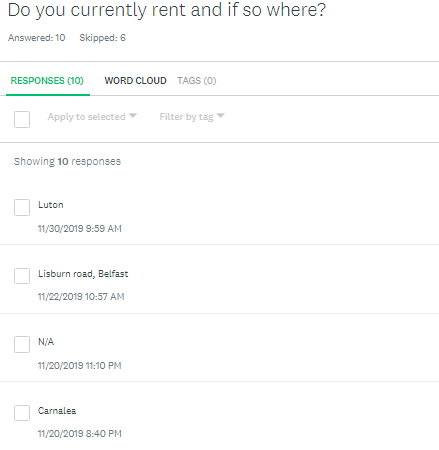 Do you currently rent and if so where?
Answered: 10 Skipped: 6
RESPONSES (10) WORD CLOUD TAGS (0)
Apply to selected Filter by tag
Showing 10 responses
Luton
11/30/2019 9:59 AM
Lisburn road, Belfast
11/22/2019 10:57 AM
N/A
11/20/2019 11:10 PM
Carnalea
11/20/2019 8:40 PM